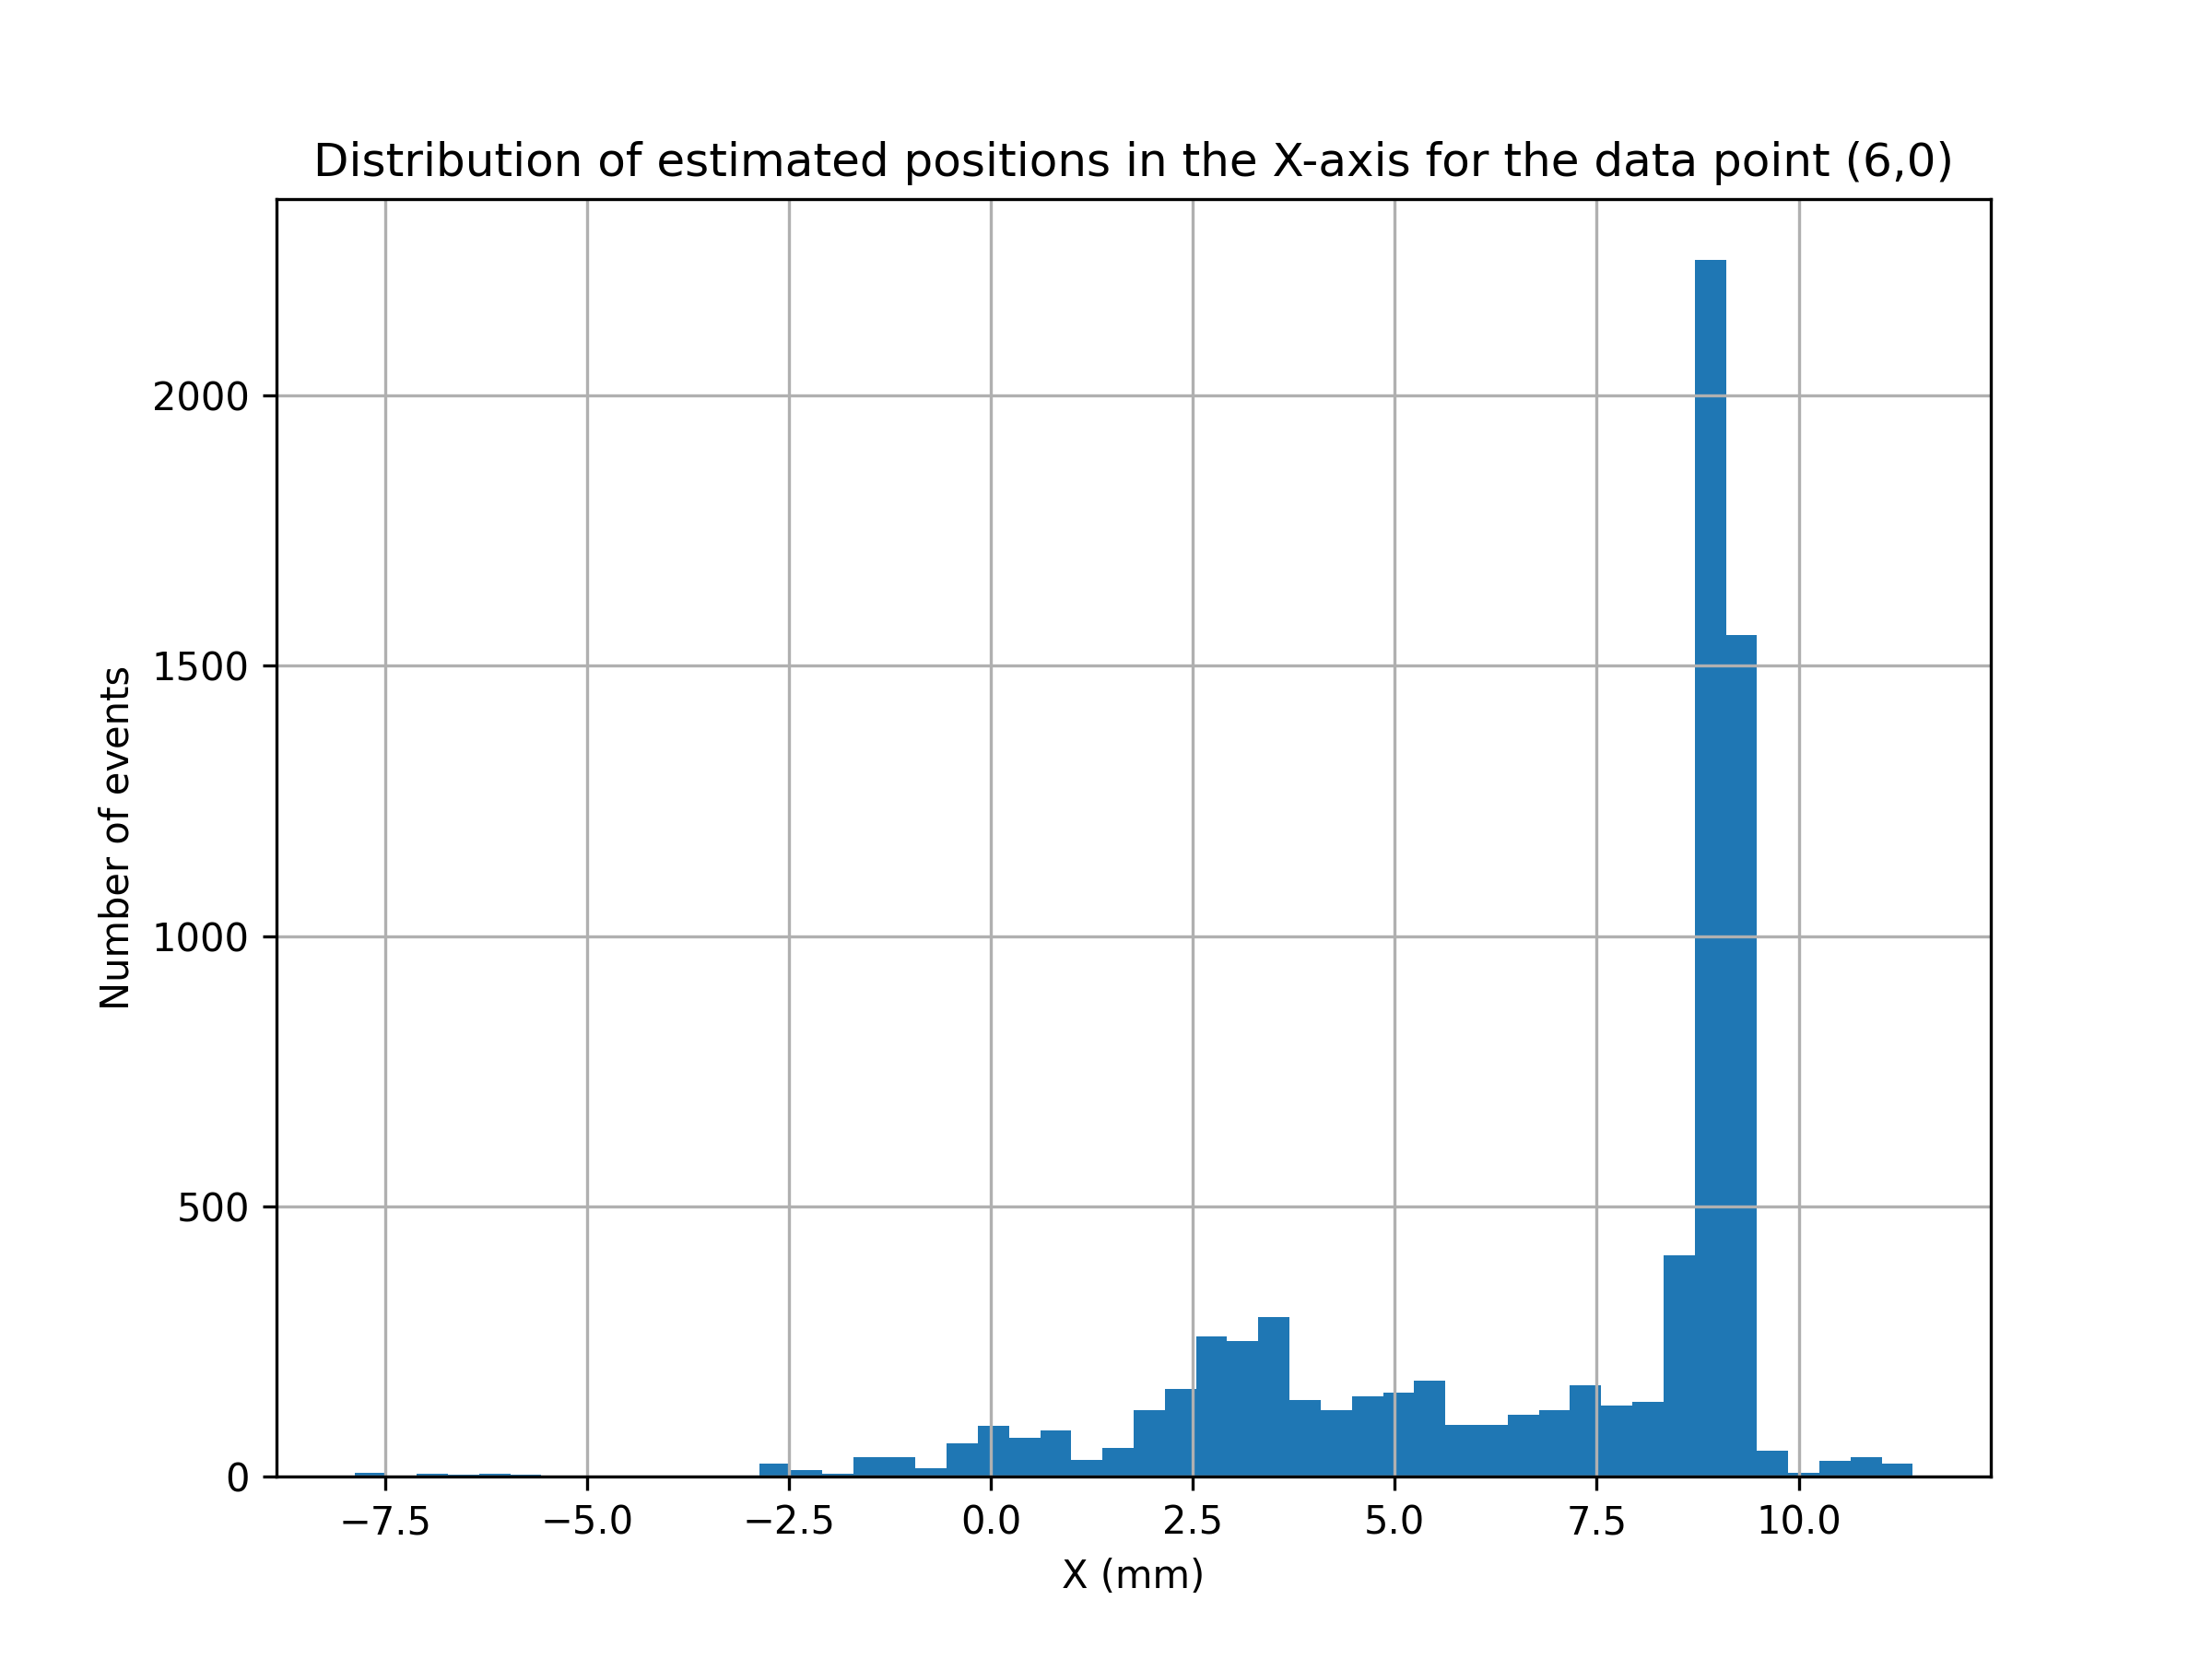 Distribution of estimated positions in the X-axis for the data point (6,0)
2000
1500
1000
500
0
Number of events
−7.5 −5.0 −2.5 0.0 2.5 5.0 7.5 10.0
X (mm)